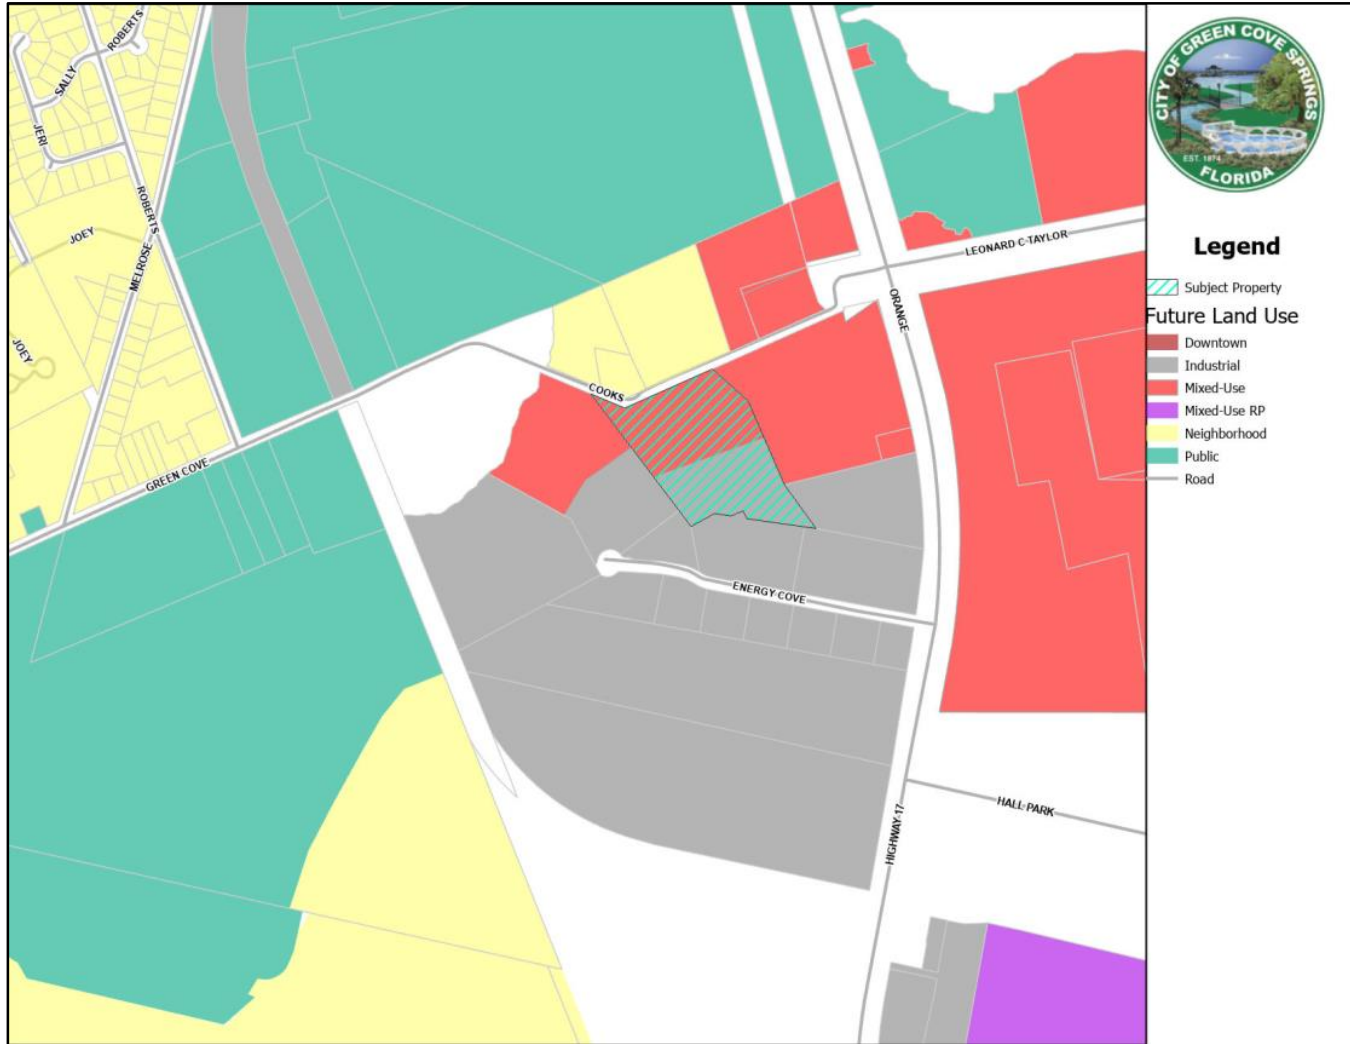 ROBERTS
SALLY
JERI
ROBERTS
JOEY
MELROSE
JOEY
GREEN COVE
COOKS
LEONARD C TAYLOR
ORANGE
ENERGY COVE
HIGHWAY 17
HALL PARK
CITY OF GREEN COVE SPRINGS
EST. 1874
FLORIDA
Legend
Subject Property
Future Land Use
Downtown
Industrial
Mixed-Use
Mixed-Use RP
Neighborhood
Public
Road